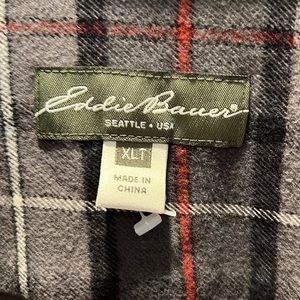 Eddie Bauer®
SEATTLE • USA
XLT
MADE IN
CHINA